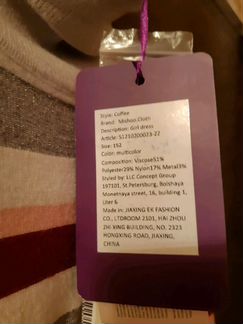 Style: Coffee
Brand: Mishoo.Cloth
Description: Girl dress
Article: S1210200023-22
Size: 152
Color: multicolor
Composition: Viscose51%
Polyester29% Nylon17% Matal3%
Styled by: LLC Concept Group
197101, St.Petersburg, Bolshaya
Monetnaya street, 16, building 1,
Liter 6
Made in: JIAXING EK FASHION
CO., LTDROOM 2101, HAI ZHOU
ZHI XING BUILDING, NO. 2323
HONGXING ROAD, JIAXING,
CHINA